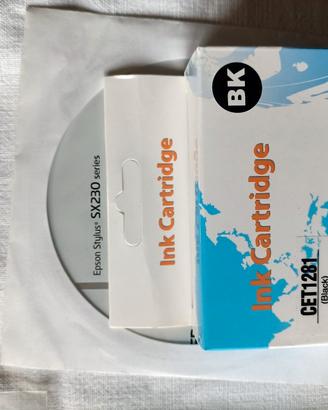 Epson Stylus® SX230 series
Ink Cartridge
BK
Ink Cartridge
CET1281
(Black)